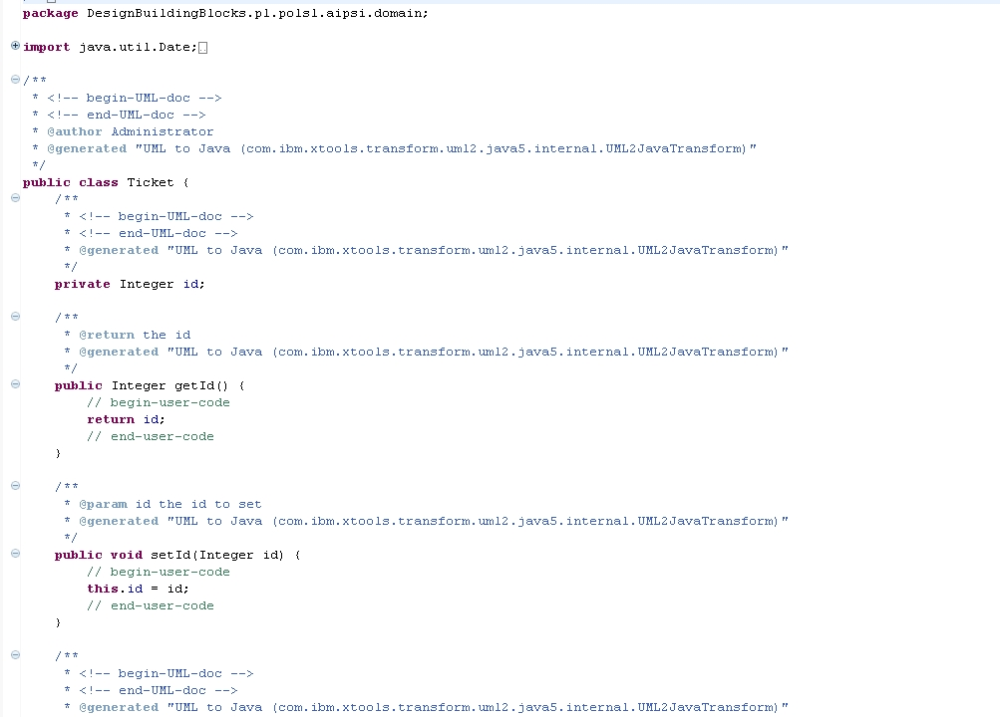 package DesignBuildingBlocks.pl.polsl.aipsi.domain;
import java.util.Date;
/**
 * <!-- begin-UML-doc -->
 * <!-- end-UML-doc -->
 * @author Administrator
 * @generated "UML to Java (com.ibm.xtools.transform.uml2.java5.internal.UML2JavaTransform)"
 */
public class Ticket {
    /**
     * <!-- begin-UML-doc -->
     * <!-- end-UML-doc -->
     * @generated "UML to Java (com.ibm.xtools.transform.uml2.java5.internal.UML2JavaTransform)"
     */
    private Integer id;
    /**
     * @return the id
     * @generated "UML to Java (com.ibm.xtools.transform.uml2.java5.internal.UML2JavaTransform)"
     */
    public Integer getId() {
        // begin-user-code
        return id;
        // end-user-code
    }
    /**
     * @param id the id to set
     * @generated "UML to Java (com.ibm.xtools.transform.uml2.java5.internal.UML2JavaTransform)"
     */
    public void setId(Integer id) {
        // begin-user-code
        this.id = id;
        // end-user-code
    }
    /**
     * <!-- begin-UML-doc -->
     * <!-- end-UML-doc -->
     * @generated "UML to Java (com.ibm.xtools.transform.uml2.java5.internal.UML2JavaTransform)"